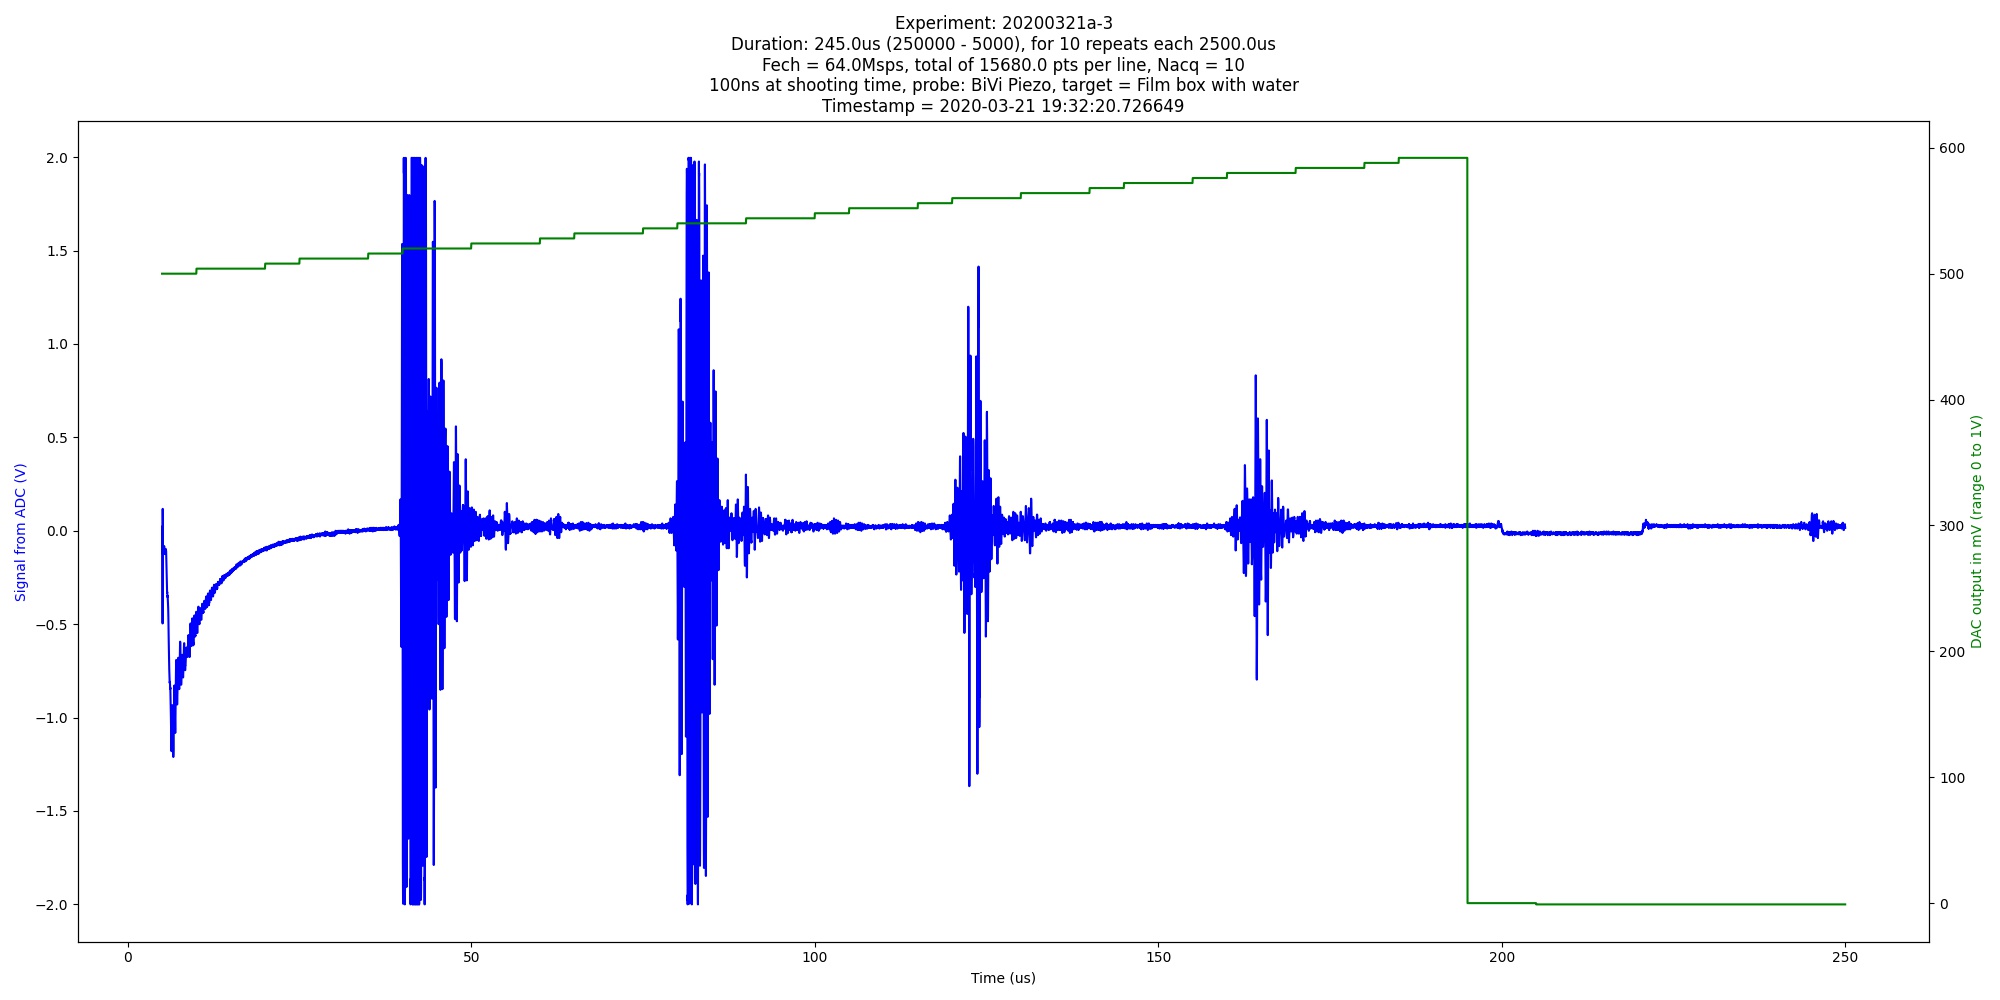 Experiment: 20200321a-3
Duration: 245.0us (250000 - 5000), for 10 repeats each 2500.0us
Fech = 64.0Msps, total of 15680.0 pts per line, Nacq = 10
100ns at shooting time, probe: BiVi Piezo, target = Film box with water
Timestamp = 2020-03-21 19:32:20.726649
2.0
1.5
1.0
0.5
0.0
−0.5
−1.0
−1.5
−2.0
Signal from ADC (V)
600
500
400
300
200
100
0
DAC output in mV (range 0 to 1V)
0
50
100
150
200
250
Time (us)